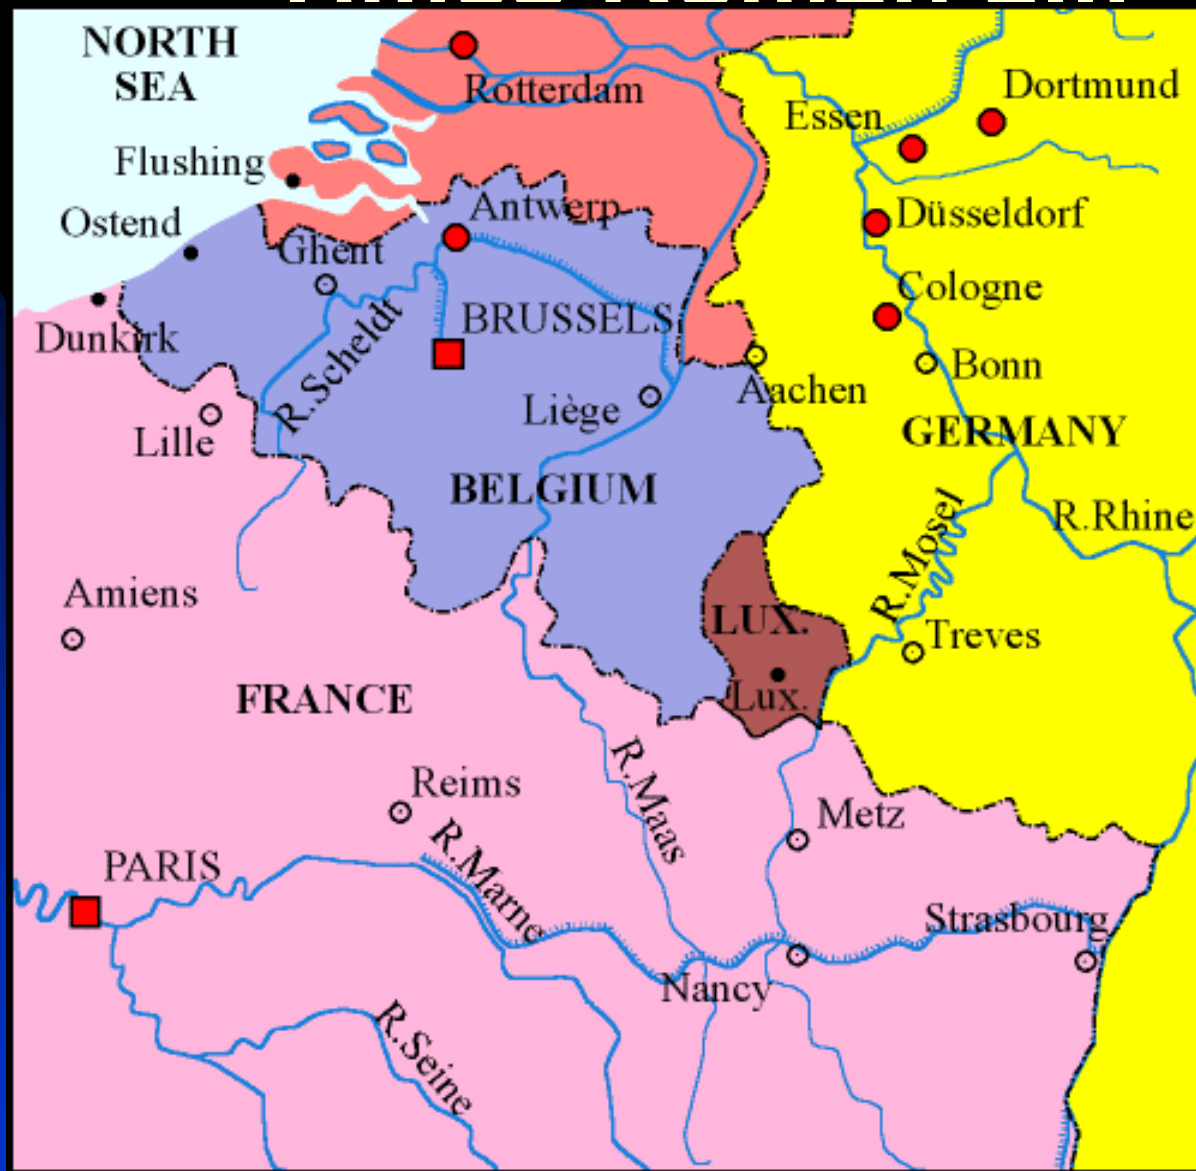 NORTH
SEA
Rotterdam
Dortmund
Essen
Flushing
Antwerp
Düsseldorf
Ostend
Ghent
Cologne
R.Scheldt
BRUSSELS
Dunkirk
Bonn
Aachen
Liège
Lille
GERMANY
BELGIUM
R.Mosel
R.Rhine
Amiens
LUX.
Treves
Lux.
FRANCE
R.Maas
Reims
Metz
R.Marne
PARIS
Strasbourg
Nancy
R.Seine